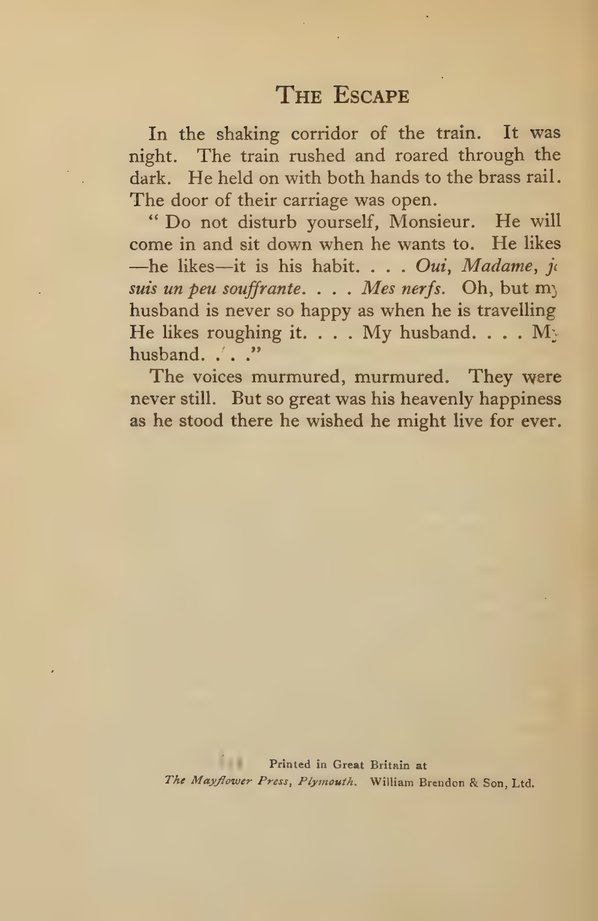 THE ESCAPE
In the shaking corridor of the train. It was
night. The train rushed and roared through the
dark. He held on with both hands to the brass rail.
The door of their carriage was open.
“ Do not disturb yourself, Monsieur. He will
come in and sit down when he wants to. He likes
—he likes—it is his habit. . . . Oui, Madame, je
suis un peu souffrante. . . . Mes nerfs. Oh, but my
husband is never so happy as when he is travelling
He likes roughing it. . . . My husband. . . . My
husband. . . .”
The voices murmured, murmured. They were
never still. But so great was his heavenly happiness
as he stood there he wished he might live for ever.
Printed in Great Britain at
The Mayflower Press, Plymouth. William Brendon & Son, Ltd.